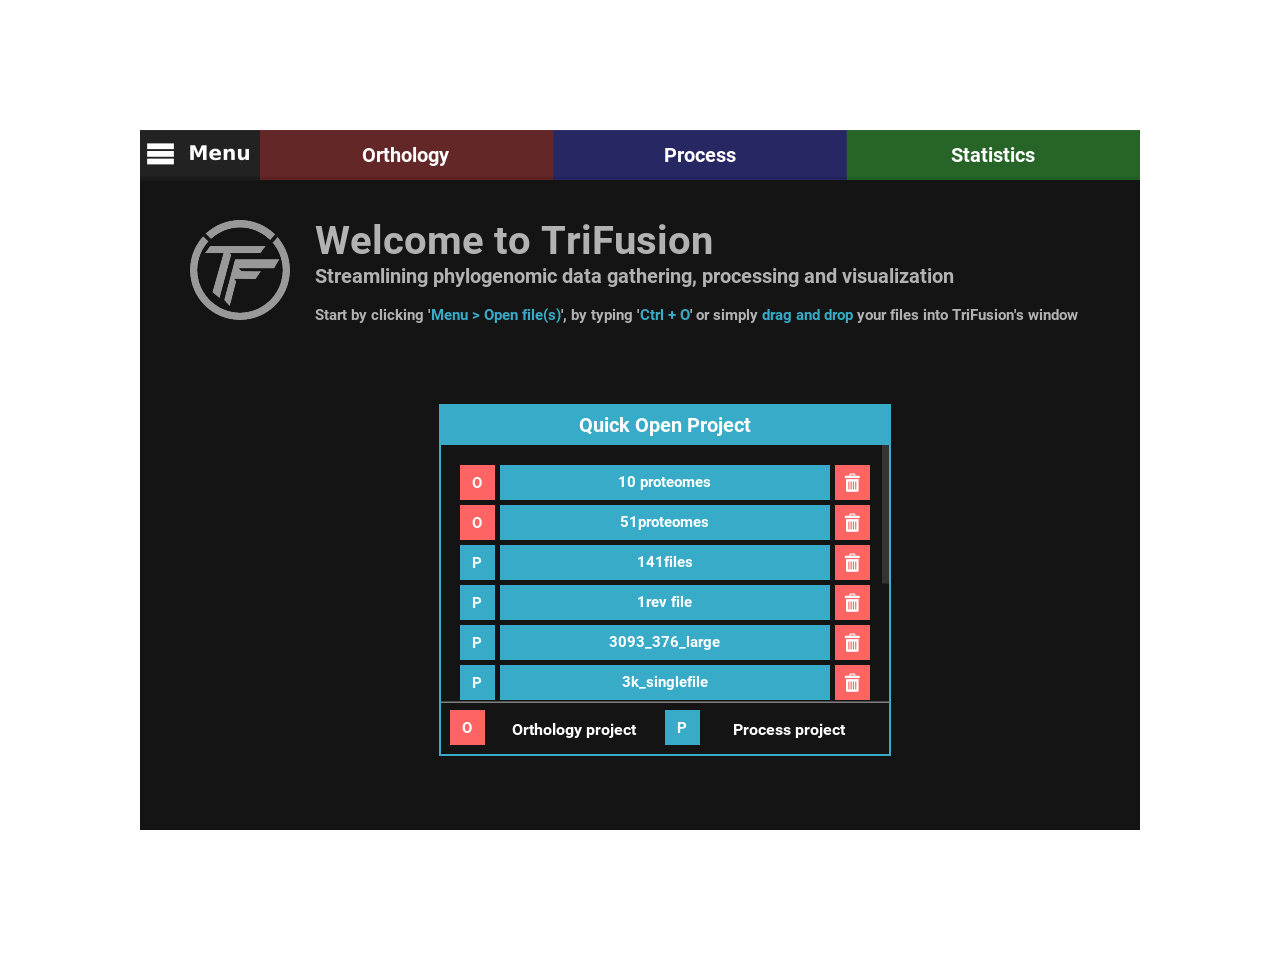 Menu Orthology Process Statistics
TF
Welcome to TriFusion
Streamlining phylogenomic data gathering, processing and visualization
Start by clicking 'Menu > Open file(s)', by typing 'Ctrl + O' or simply drag and drop your files into TriFusion's window
Quick Open Project
O 10 proteomes
O 51proteomes
P 141files
P 1rev file
P 3093_376_large
P 3k_singlefile
O Orthology project P Process project